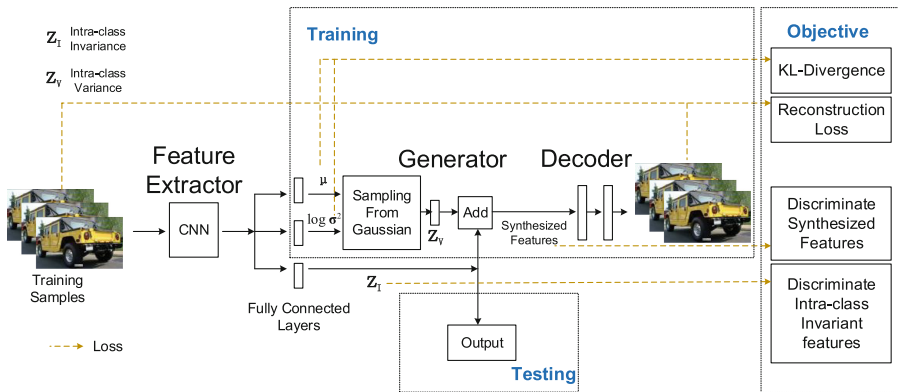 Z_I Intra-class
Invariance
Z_V Intra-class
Variance
Training
Objective
KL-Divergence
Reconstruction
Loss
Feature
Extractor
Generator
Decoder
μ
log σ²
CNN
Sampling
From
Gaussian
Z_V
Add
Synthesized
Features
Discriminate
Synthesized
Features
Training
Samples
Fully Connected
Layers
Z_I
Discriminate
Intra-class
Invariant
features
Output
Testing
Loss